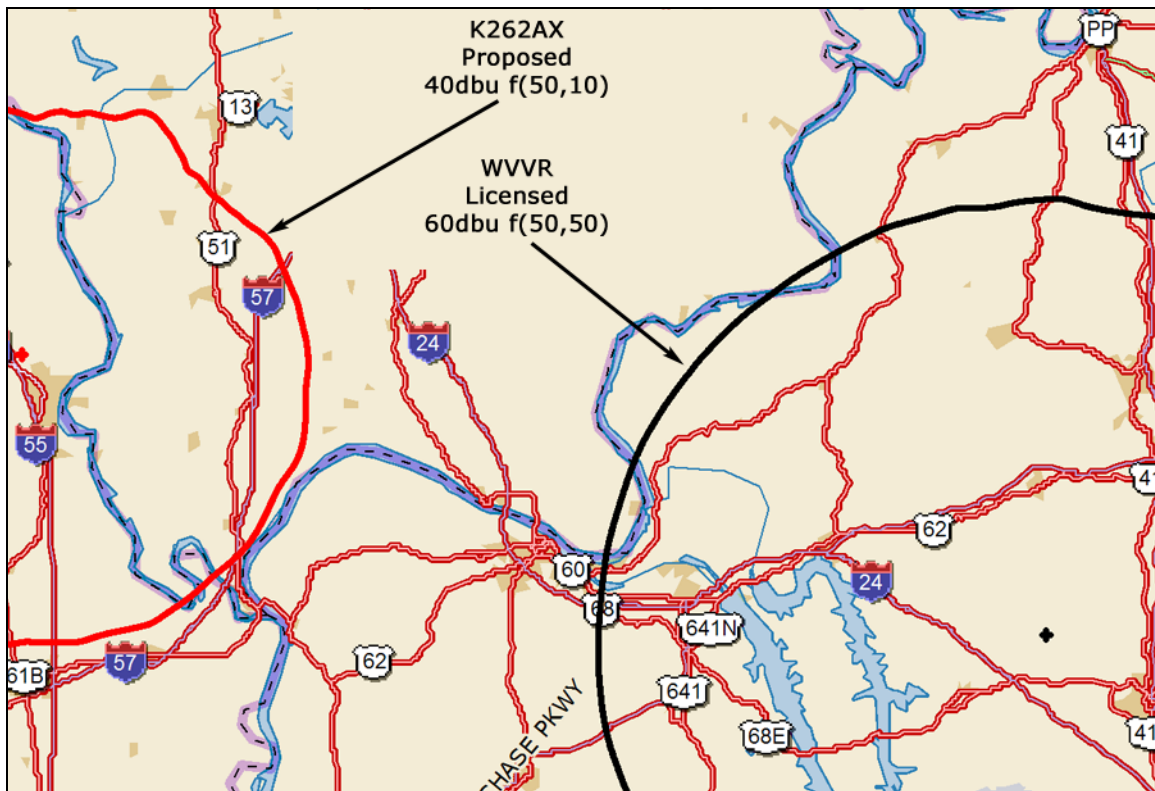 K262AX
Proposed
40dbu f(50,10)
PP
13
41
WVVR
Licensed
60dbu f(50,50)
51
57
24
55
41
62
60
24
68
641N
57
61B
62
641
68E
41
CHASE PKWY